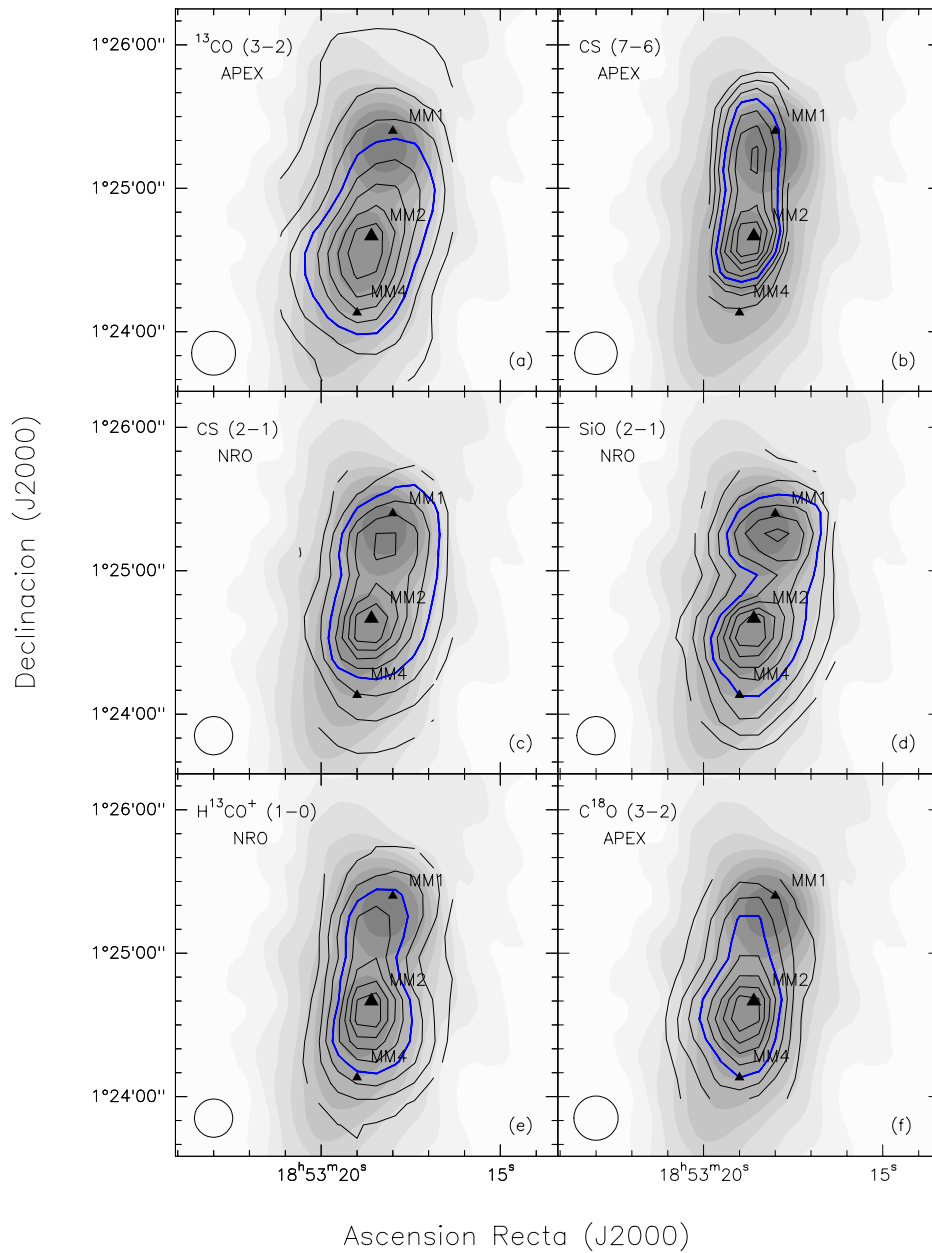 ¹³CO (3−2)
APEX
MM1
MM2
MM4
(a)
CS (7−6)
APEX
MM1
MM2
MM4
(b)
1°26'00"
1°25'00"
1°24'00"
CS (2−1)
NRO
MM1
MM2
MM4
(c)
SiO (2−1)
NRO
MM1
MM2
MM4
(d)
1°26'00"
1°25'00"
1°24'00"
H¹³CO⁺ (1−0)
NRO
MM1
MM2
MM4
(e)
C¹⁸O (3−2)
APEX
MM1
MM2
MM4
(f)
1°26'00"
1°25'00"
1°24'00"
18ʰ53ᵐ20ˢ
15ˢ
18ʰ53ᵐ20ˢ
15ˢ
Declinacion (J2000)
Ascension Recta (J2000)